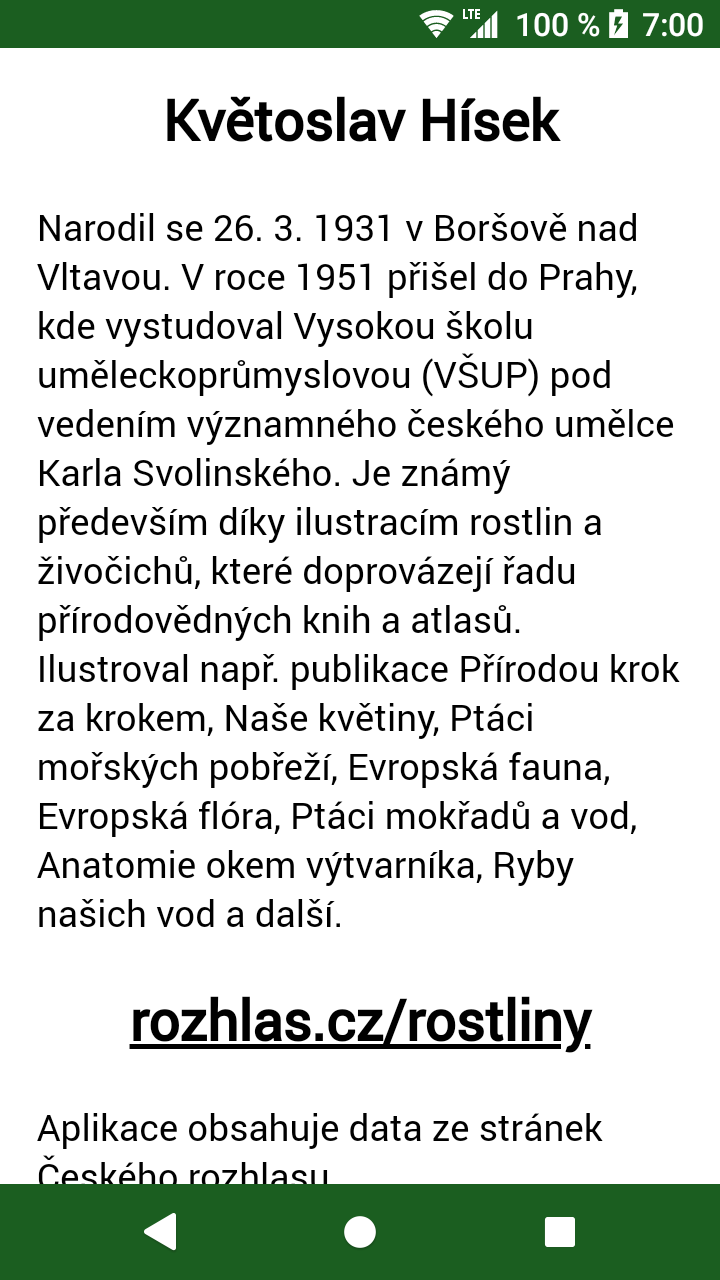 LTE 100 % 7:00
Květoslav Hísek
Narodil se 26. 3. 1931 v Boršově nad
Vltavou. V roce 1951 přišel do Prahy,
kde vystudoval Vysokou školu
uměleckoprůmyslovou (VŠUP) pod
vedením významného českého umělce
Karla Svolinského. Je známý
především díky ilustracím rostlin a
živočichů, které doprovázejí řadu
přírodovědných knih a atlasů.
Ilustroval např. publikace Přírodou krok
za krokem, Naše květiny, Ptáci
mořských pobřeží, Evropská fauna,
Evropská flóra, Ptáci mokřadů a vod,
Anatomie okem výtvarníka, Ryby
našich vod a další.
rozhlas.cz/rostliny
Aplikace obsahuje data ze stránek
Českého rozhlasu